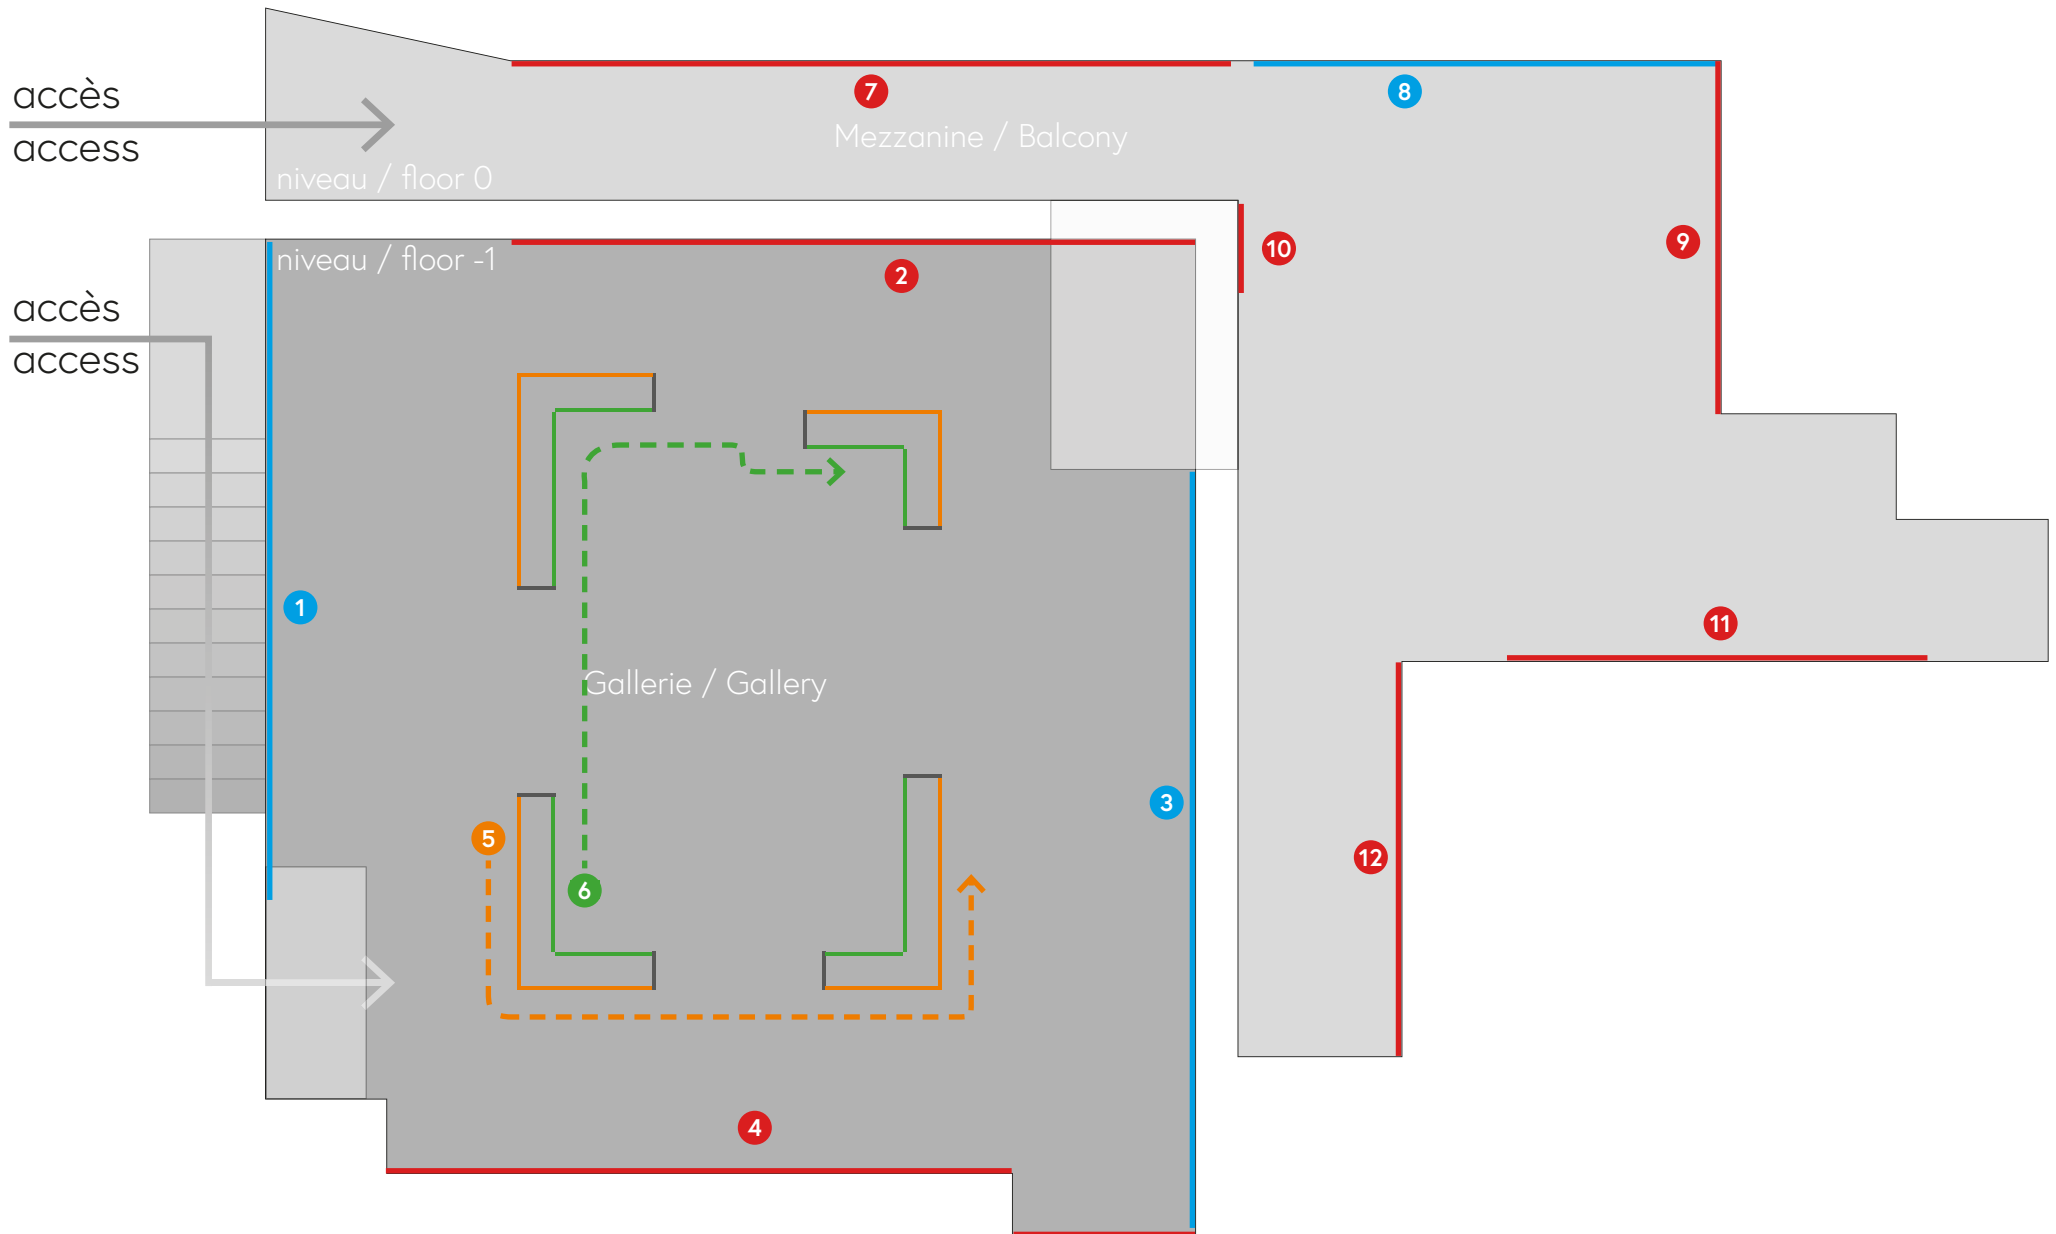 accès
access
7
8
Mezzanine / Balcony
niveau / floor 0
niveau / floor -1
2
10
9
accès
access
1
11
Gallerie / Gallery
3
5
12
6
4